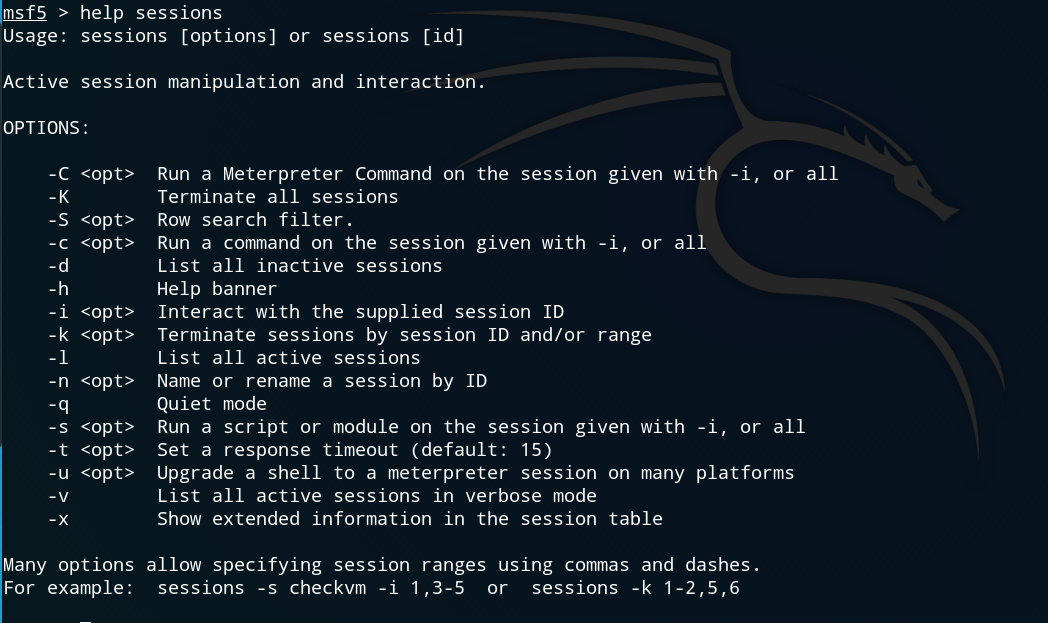 msf5 > help sessions
Usage: sessions [options] or sessions [id]
Active session manipulation and interaction.
OPTIONS:
-C <opt>  Run a Meterpreter Command on the session given with -i, or all
-K        Terminate all sessions
-S <opt>  Row search filter.
-c <opt>  Run a command on the session given with -i, or all
-d        List all inactive sessions
-h        Help banner
-i <opt>  Interact with the supplied session ID
-k <opt>  Terminate sessions by session ID and/or range
-l        List all active sessions
-n <opt>  Name or rename a session by ID
-q        Quiet mode
-s <opt>  Run a script or module on the session given with -i, or all
-t <opt>  Set a response timeout (default: 15)
-u <opt>  Upgrade a shell to a meterpreter session on many platforms
-v        List all active sessions in verbose mode
-x        Show extended information in the session table
Many options allow specifying session ranges using commas and dashes.
For example:  sessions -s checkvm -i 1,3-5  or  sessions -k 1-2,5,6